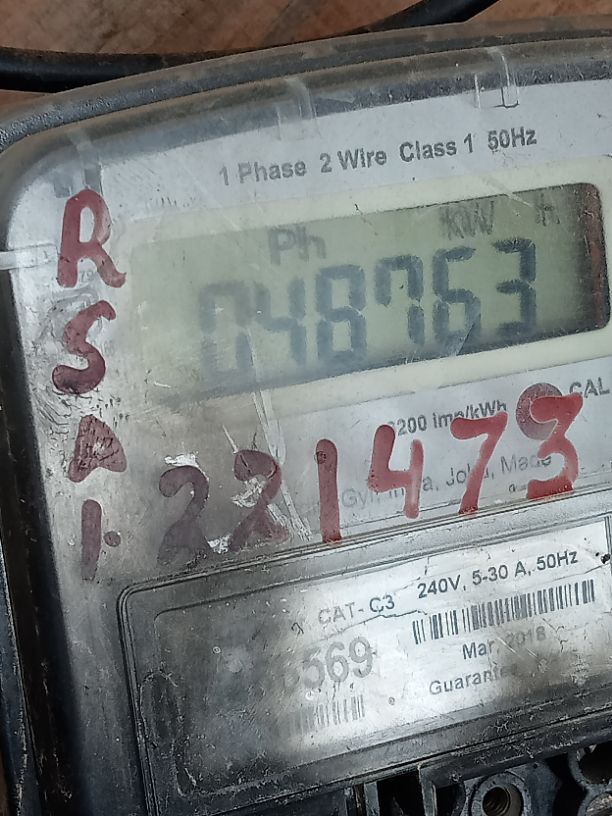 1 Phase 2 Wire Class 1 50Hz
Ph kW h
048763
R
S
D
1.
CAL
3200 imp/kWh
221473
Made
CAT-C3 240V, 5-30 A, 50Hz
569
Mar. 2018